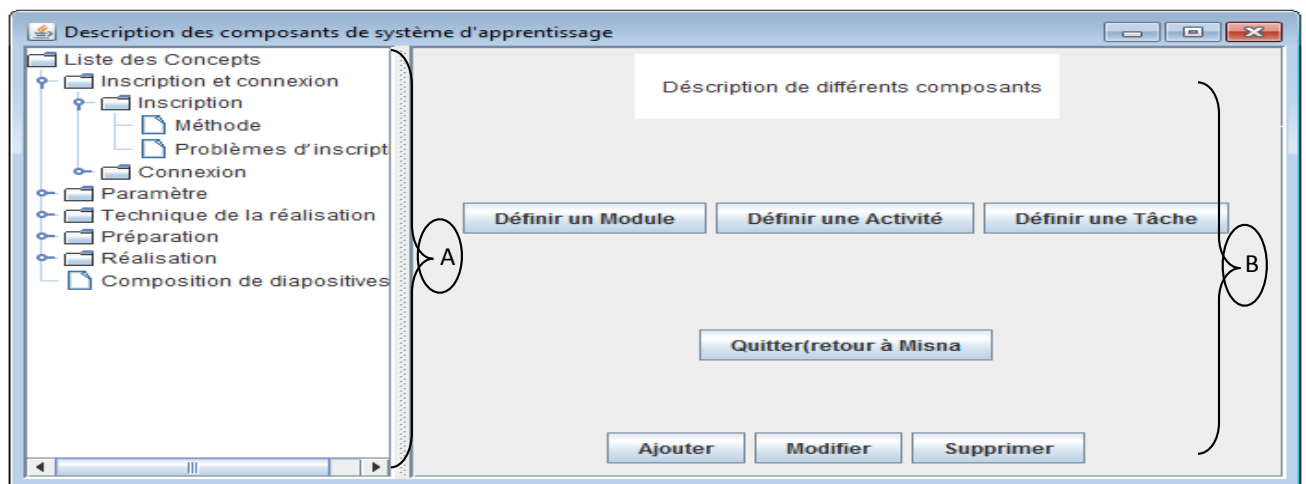 Description des composants de système d'apprentissage
Liste des Concepts
Inscription et connexion
Inscription
Méthode
Problèmes d'inscript
Connexion
Paramètre
Technique de la réalisation
Préparation
Réalisation
Composition de diapositives
A
Déscription de différents composants
Définir un Module Définir une Activité Définir une Tâche
B
Quitter(retour à Misna
Ajouter Modifier Supprimer